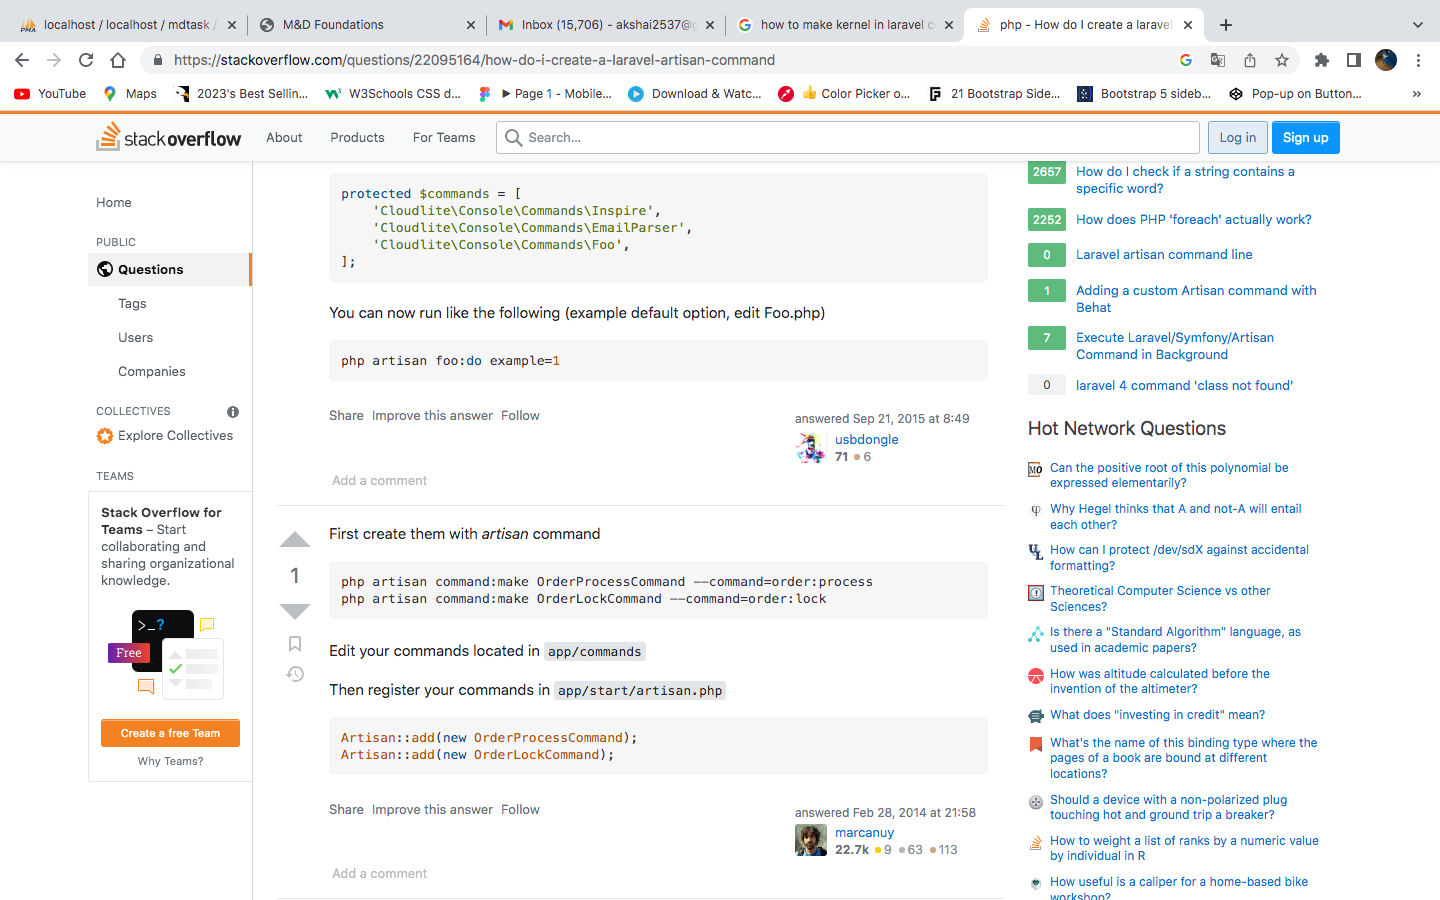 localhost / localhost / mdtask /
M&D Foundations
Inbox (15,706) - akshai2537@g
how to make kernel in laravel c
php - How do I create a laravel
https://stackoverflow.com/questions/22095164/how-do-i-create-a-laravel-artisan-command
YouTube
Maps
2023's Best Sellin...
W3Schools CSS d...
▶ Page 1 - Mobile...
Download & Watc...
👍 Color Picker o...
21 Bootstrap Side...
Bootstrap 5 sideb...
Pop-up on Button...
»
stackoverflow
About
Products
For Teams
Search...
Log in
Sign up
Home
PUBLIC
Questions
Tags
Users
Companies
COLLECTIVES
Explore Collectives
TEAMS
Stack Overflow for
Teams – Start
collaborating and
sharing organizational
knowledge.
>_?
Free
Create a free Team
Why Teams?
protected $commands = [
'Cloudlite\Console\Commands\Inspire',
'Cloudlite\Console\Commands\EmailParser',
'Cloudlite\Console\Commands\Foo',
];
You can now run like the following (example default option, edit Foo.php)
php artisan foo:do example=1
Share Improve this answer Follow
answered Sep 21, 2015 at 8:49
usbdongle
71 ●6
Add a comment
1
First create them with artisan command
php artisan command:make OrderProcessCommand --command=order:process
php artisan command:make OrderLockCommand --command=order:lock
Edit your commands located in app/commands
Then register your commands in app/start/artisan.php
Artisan::add(new OrderProcessCommand);
Artisan::add(new OrderLockCommand);
Share Improve this answer Follow
answered Feb 28, 2014 at 21:58
marcanuy
22.7k ●9 ●63 ●113
Add a comment
2657 How do I check if a string contains a
specific word?
2252 How does PHP 'foreach' actually work?
0 Laravel artisan command line
1 Adding a custom Artisan command with
Behat
7 Execute Laravel/Symfony/Artisan
Command in Background
0 laravel 4 command 'class not found'
Hot Network Questions
Can the positive root of this polynomial be
expressed elementarily?
Why Hegel thinks that A and not-A will entail
each other?
How can I protect /dev/sdX against accidental
formatting?
Theoretical Computer Science vs other
Sciences?
Is there a "Standard Algorithm" language, as
used in academic papers?
How was altitude calculated before the
invention of the altimeter?
What does "investing in credit" mean?
What's the name of this binding type where the
pages of a book are bound at different
locations?
Should a device with a non-polarized plug
touching hot and ground trip a breaker?
How to weight a list of ranks by a numeric value
by individual in R
How useful is a caliper for a home-based bike
workshop?